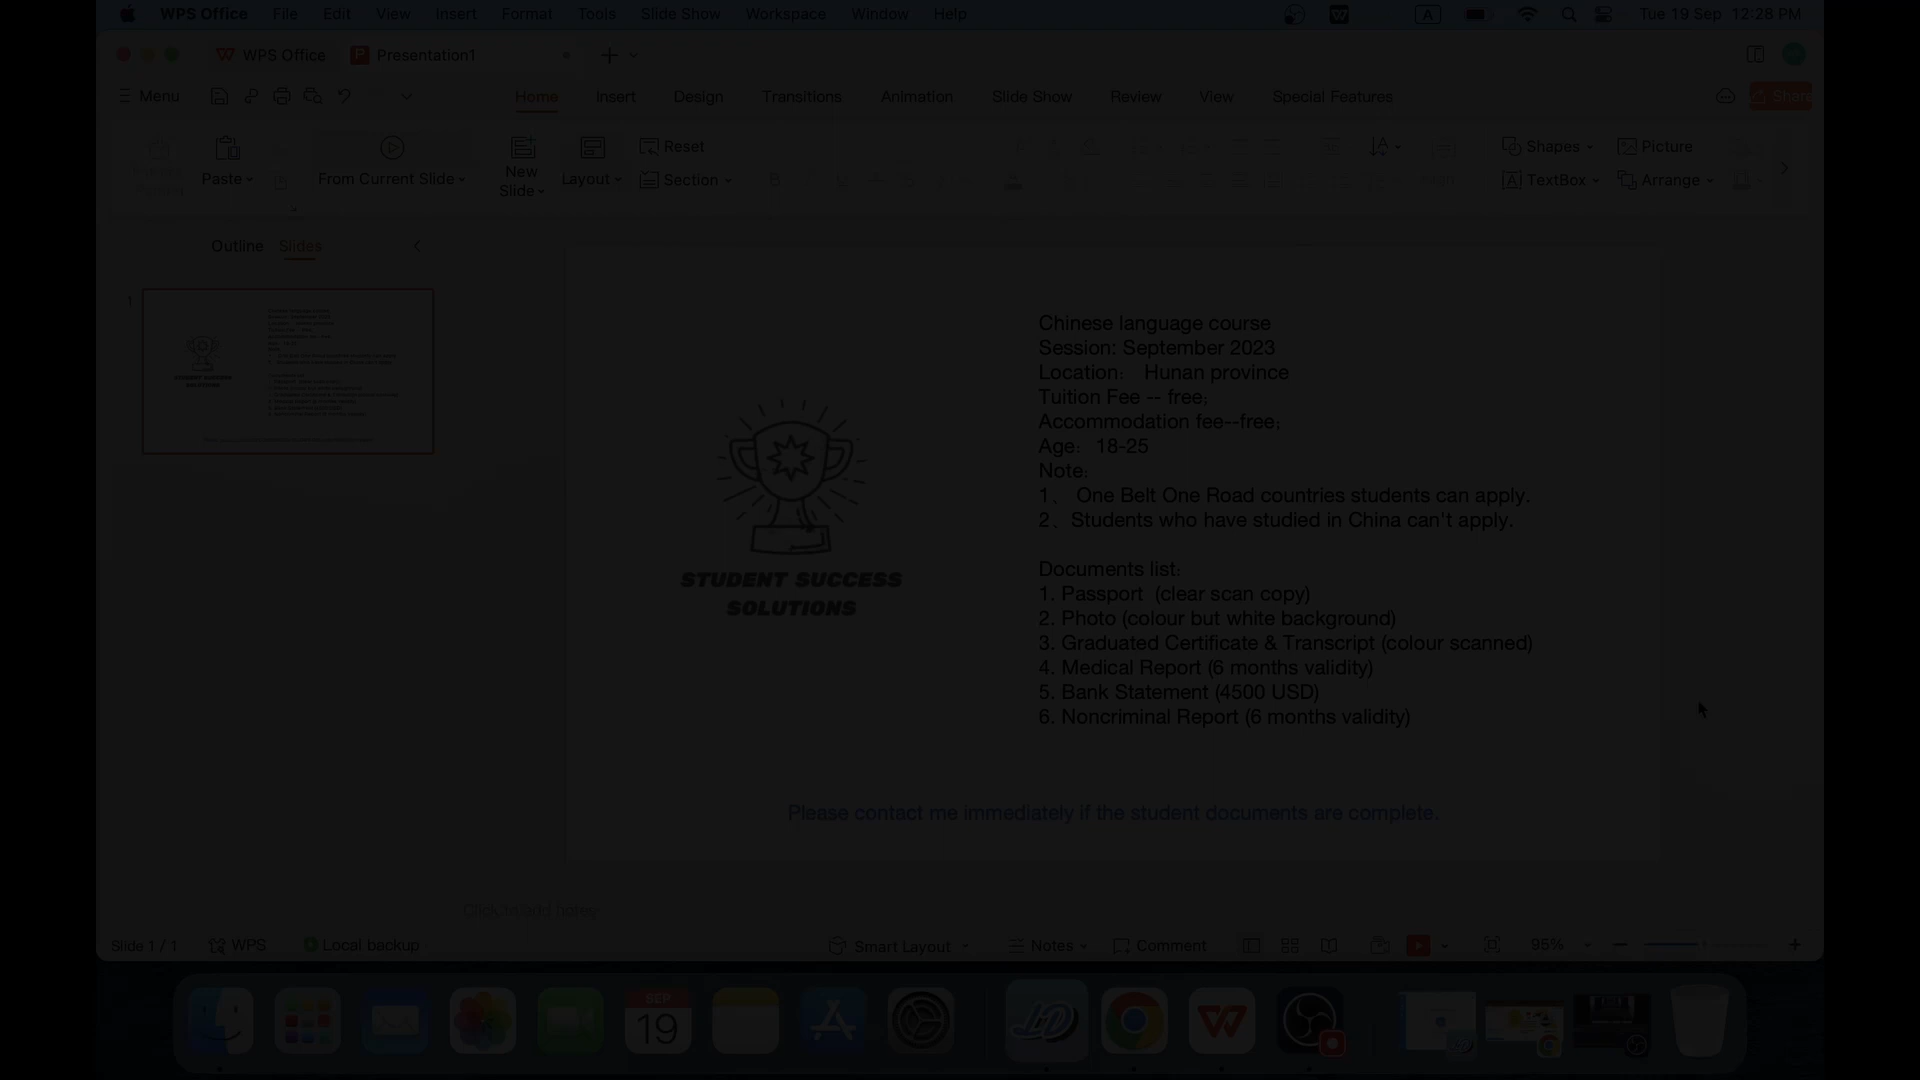 WPS Office File Edit View Insert Format Tools Slide Show Workspace Window Help A Tue 19 Sep 12:28 PM
WPS Office Presentation1
Menu Home Insert Design Transitions Animation Slide Show Review View Special Features Share
Paste From Current Slide New Slide Layout Reset Section Shapes Picture TextBox Arrange
Outline Slides
1
Chinese language course
Session: September 2023
Location: Hunan province
Tuition Fee -- free;
Accommodation fee--free;
Age: 18-25
Note:
1、 One Belt One Road countries students can apply.
2、Students who have studied in China can't apply.
STUDENT SUCCESS
SOLUTIONS
Documents list:
1. Passport (clear scan copy)
2. Photo (colour but white background)
3. Graduated Certificate & Transcript (colour scanned)
4. Medical Report (6 months validity)
5. Bank Statement (4500 USD)
6. Noncriminal Report (6 months validity)
Please contact me immediately if the student documents are complete.
Click to add notes
Slide 1 / 1 WPS Local backup Smart Layout Notes Comment 95%
SEP
19